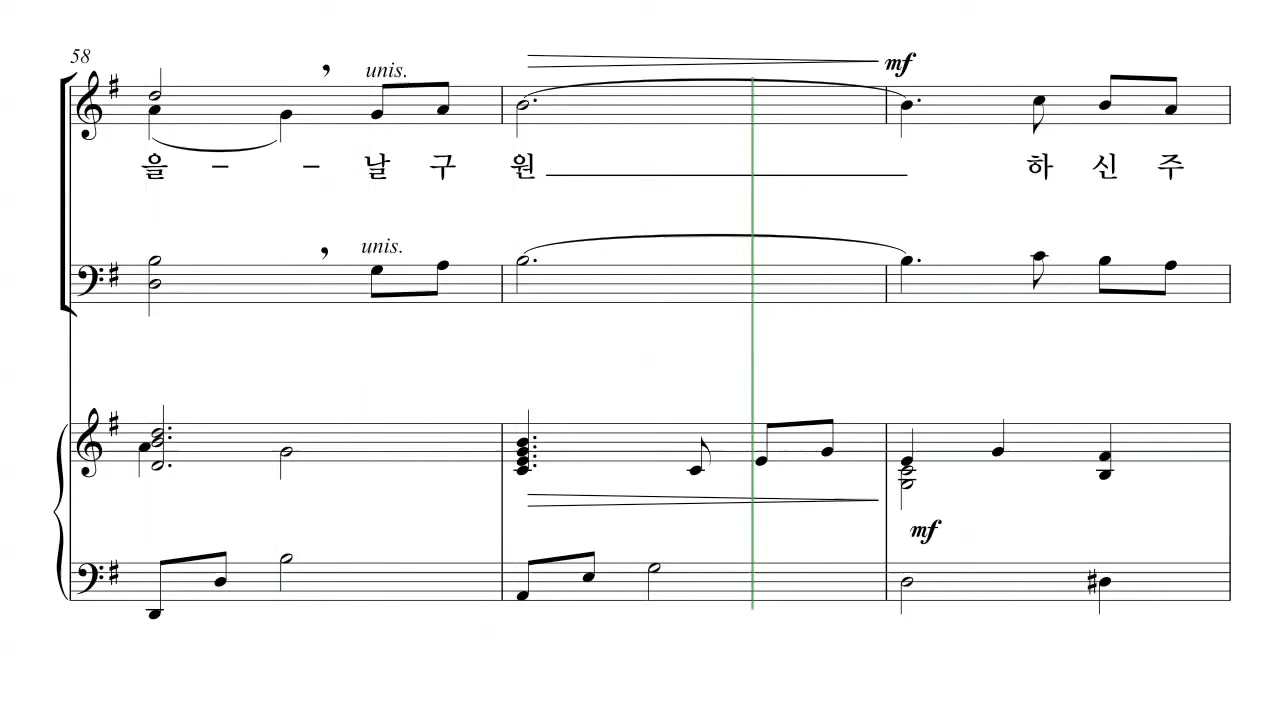 58
unis.
mf
을 – – 날 구 원 하 신 주
unis.
mf